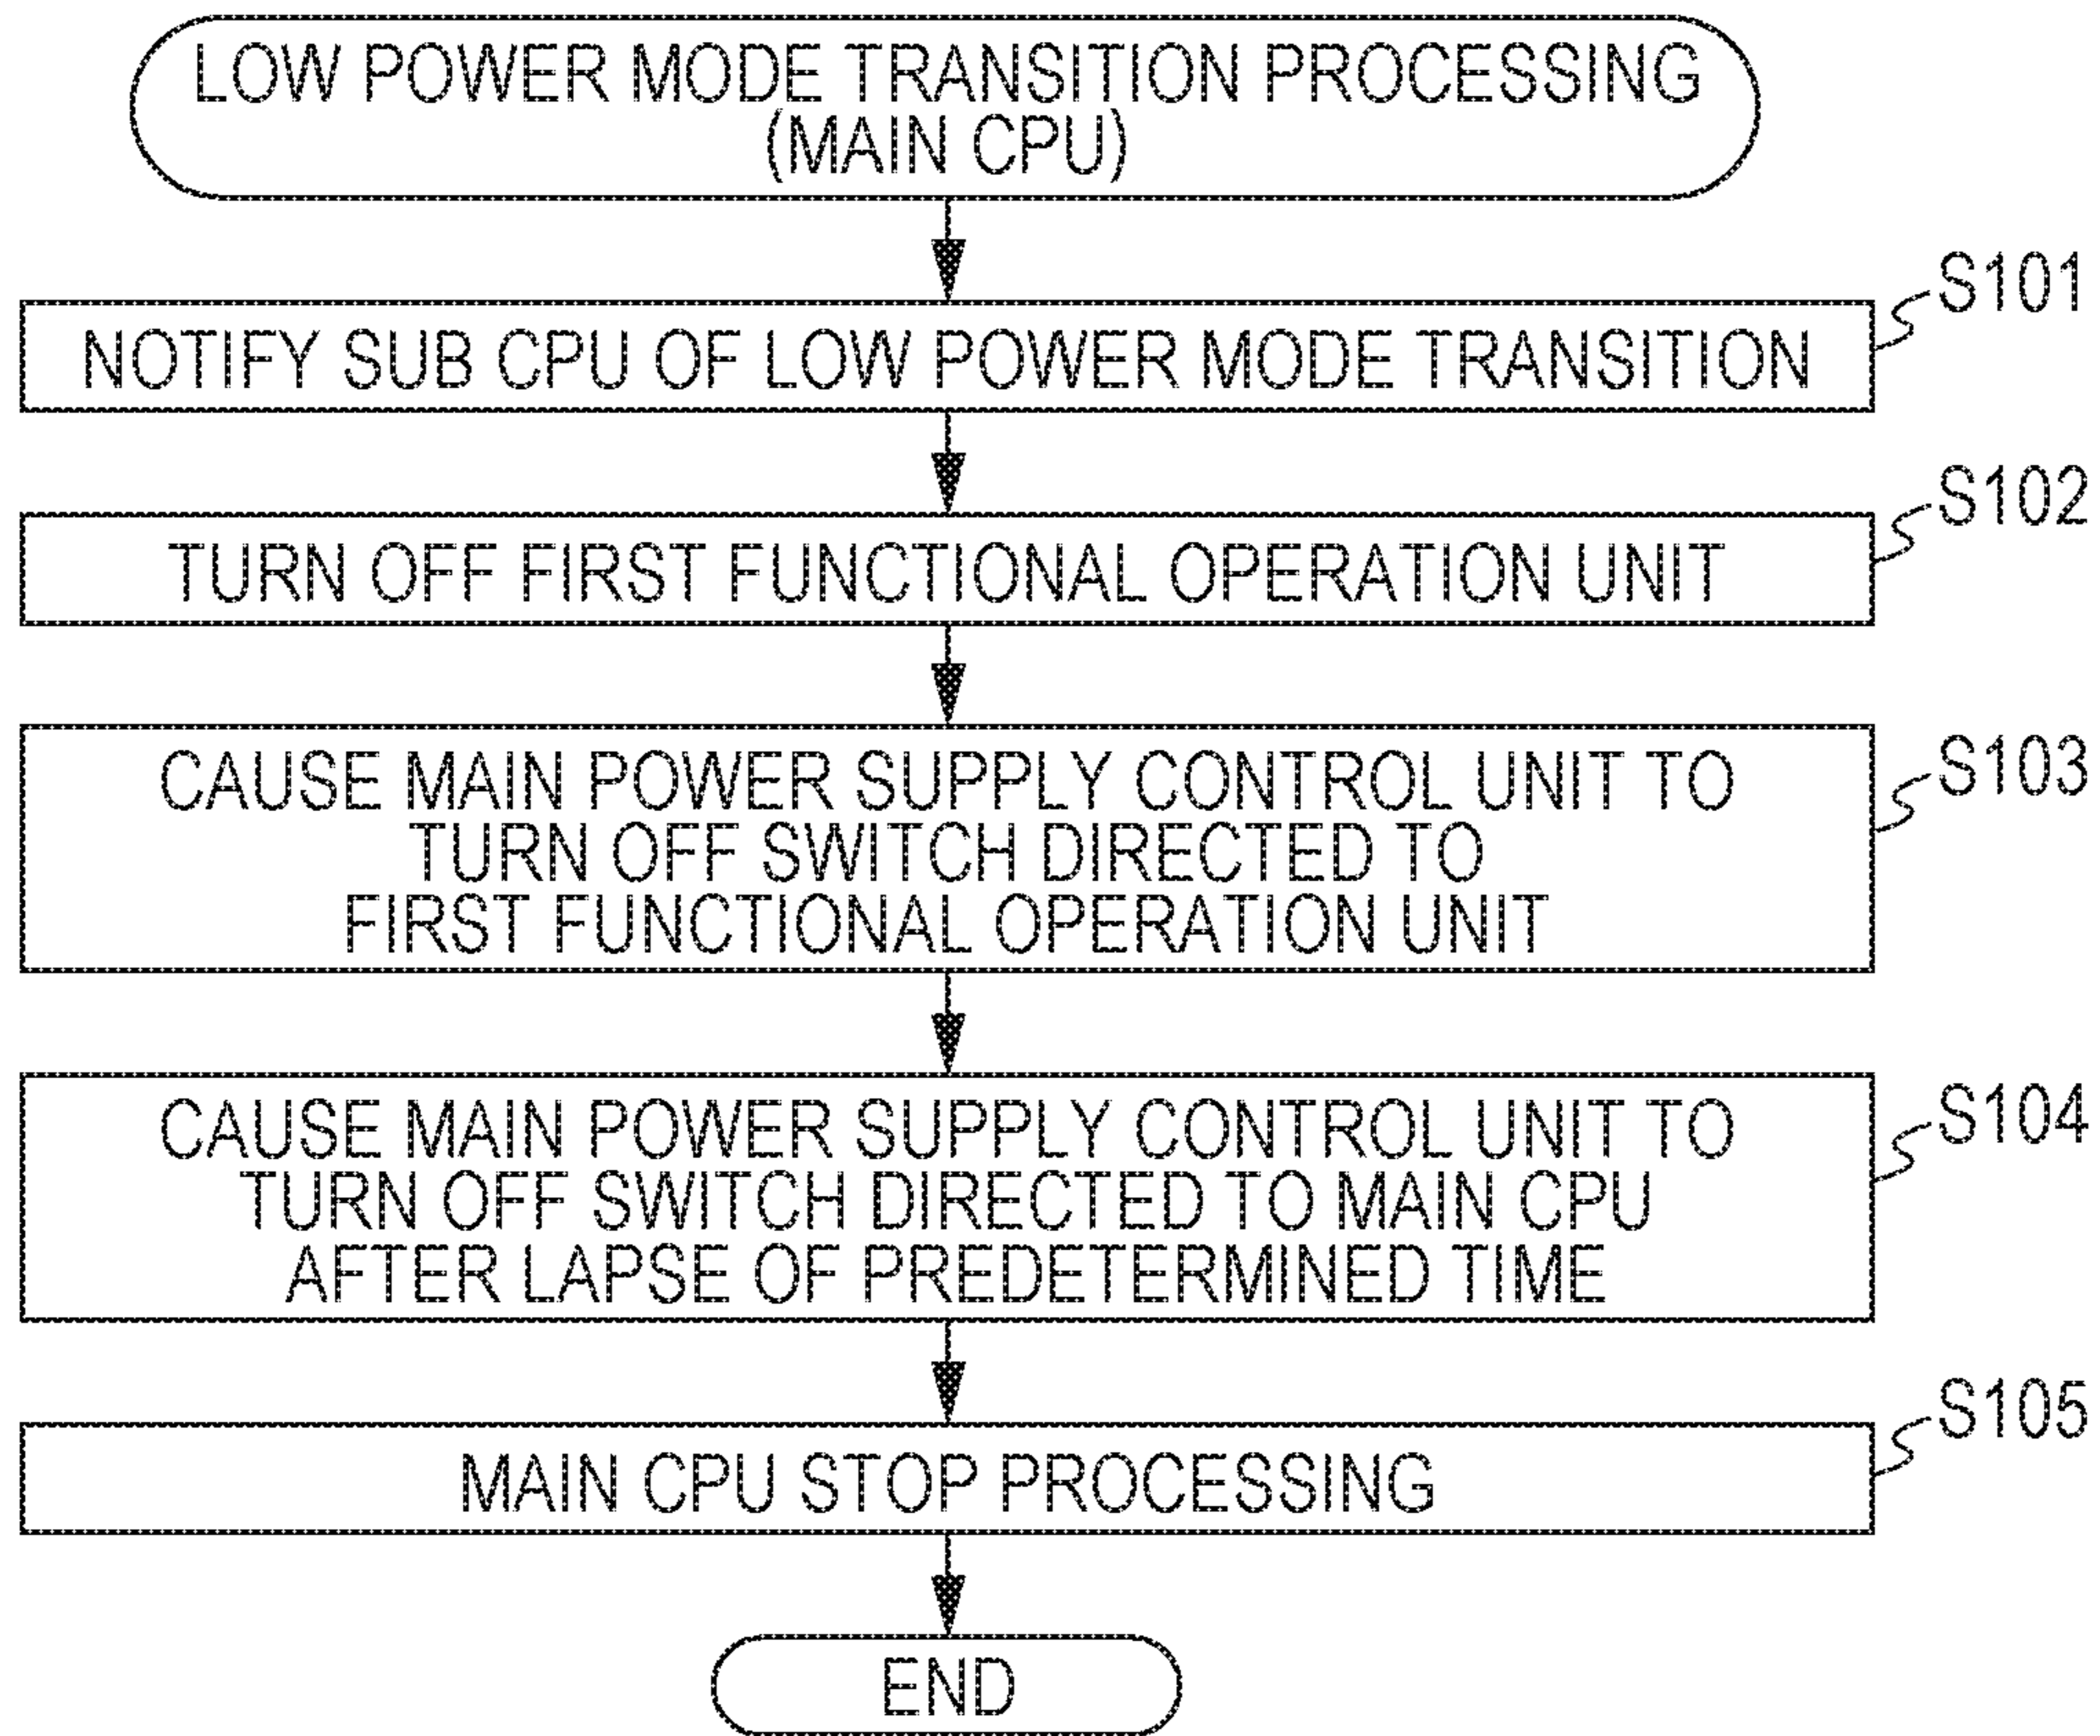 LOW POWER MODE TRANSITION PROCESSING
(MAIN CPU)
S101
NOTIFY SUB CPU OF LOW POWER MODE TRANSITION
S102
TURN OFF FIRST FUNCTIONAL OPERATION UNIT
S103
CAUSE MAIN POWER SUPPLY CONTROL UNIT TO
TURN OFF SWITCH DIRECTED TO
FIRST FUNCTIONAL OPERATION UNIT
S104
CAUSE MAIN POWER SUPPLY CONTROL UNIT TO
TURN OFF SWITCH DIRECTED TO MAIN CPU
AFTER LAPSE OF PREDETERMINED TIME
S105
MAIN CPU STOP PROCESSING
END